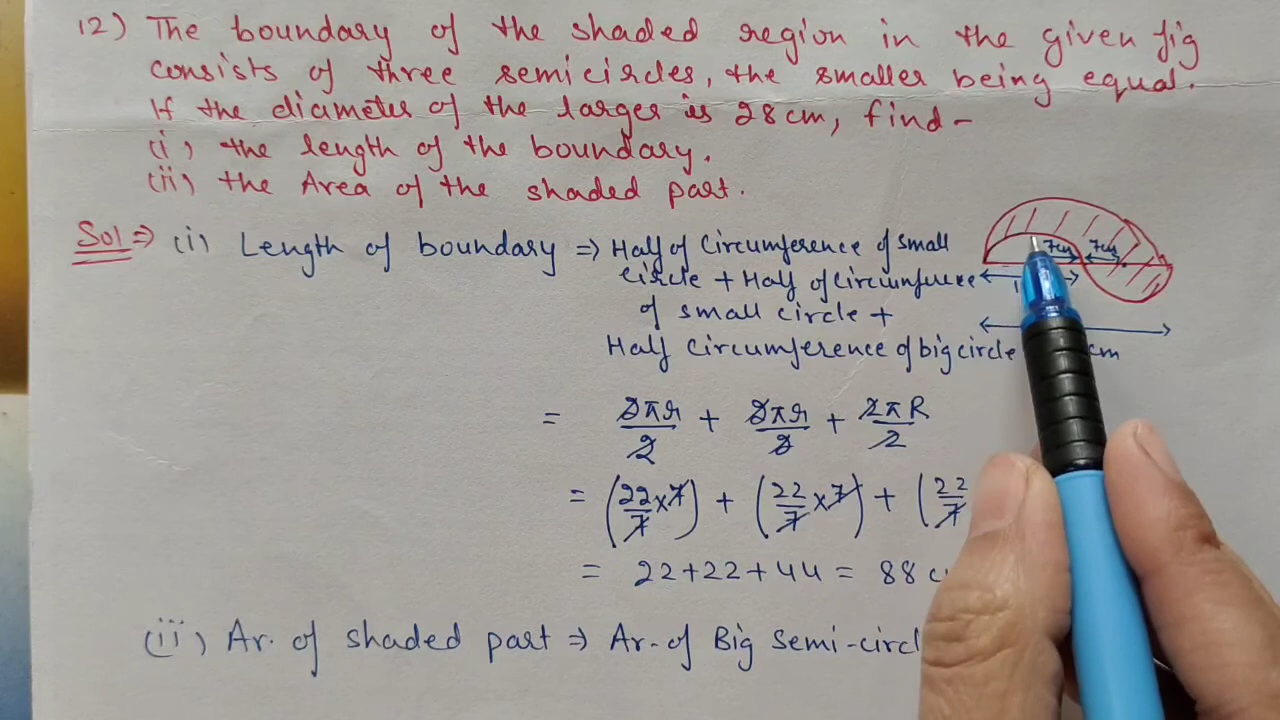 12) The boundary of the shaded region in the given fig
consists of three semicircles, the smaller being equal.
If the diameter of the larger is 28cm, find-
(i) the length of the boundary.
(ii) the Area of the shaded part.
Sol⇒ (i) Length of boundary ⇒ Half of Circumference of small
circle + Half of circumference
of small circle +
Half Circumference of big circle
7cm 7cm
cm
= 2πr/2 + 2πr/2 + 2πR/2
= (22/7 x 7) + (22/7 x 7) + (22/7
= 22+22+44 = 88 c
(ii) Ar. of shaded part ⇒ Ar. of Big Semi-circl